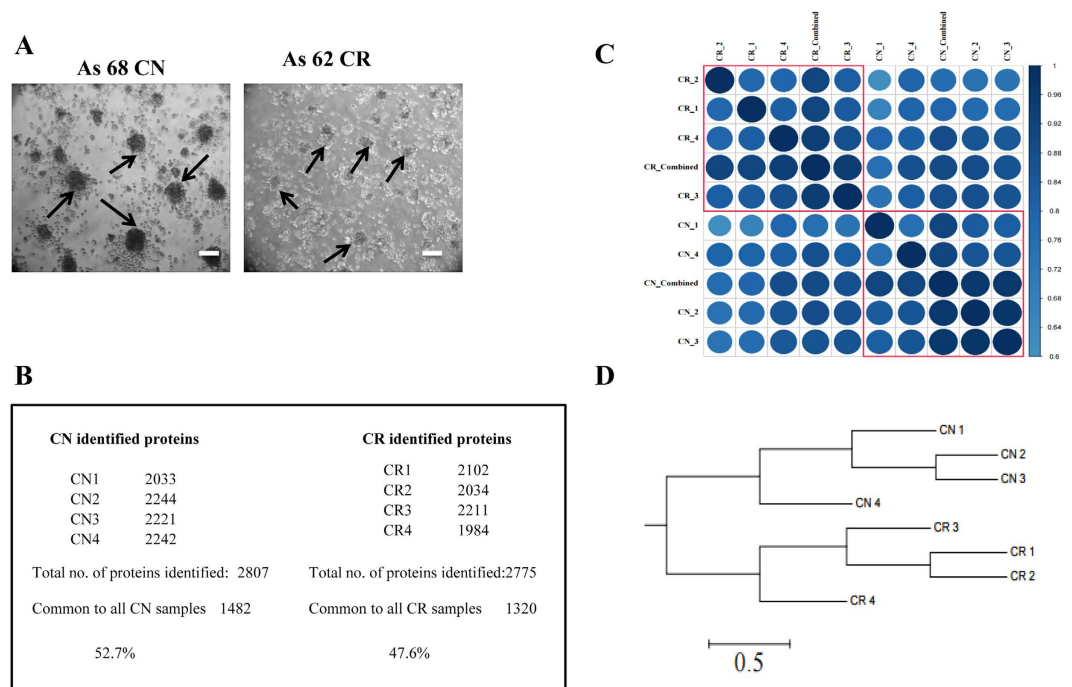 A
As 68 CN
As 62 CR
B
CN identified proteins
CN1 2033
CN2 2244
CN3 2221
CN4 2242
Total no. of proteins identified: 2807
Common to all CN samples 1482
52.7%
CR identified proteins
CR1 2102
CR2 2034
CR3 2211
CR4 1984
Total no. of proteins identified:2775
Common to all CR samples 1320
47.6%
C
CR_2
CR_1
CR_4
CR_Combined
CR_3
CN_1
CN_4
CN_Combined
CN_2
CN_3
CR_2
CR_1
CR_4
CR_Combined
CR_3
CN_1
CN_4
CN_Combined
CN_2
CN_3
1
0.96
0.92
0.88
0.84
0.8
0.76
0.72
0.68
0.64
0.6
D
CN 1
CN 2
CN 3
CN 4
CR 3
CR 1
CR 2
CR 4
0.5